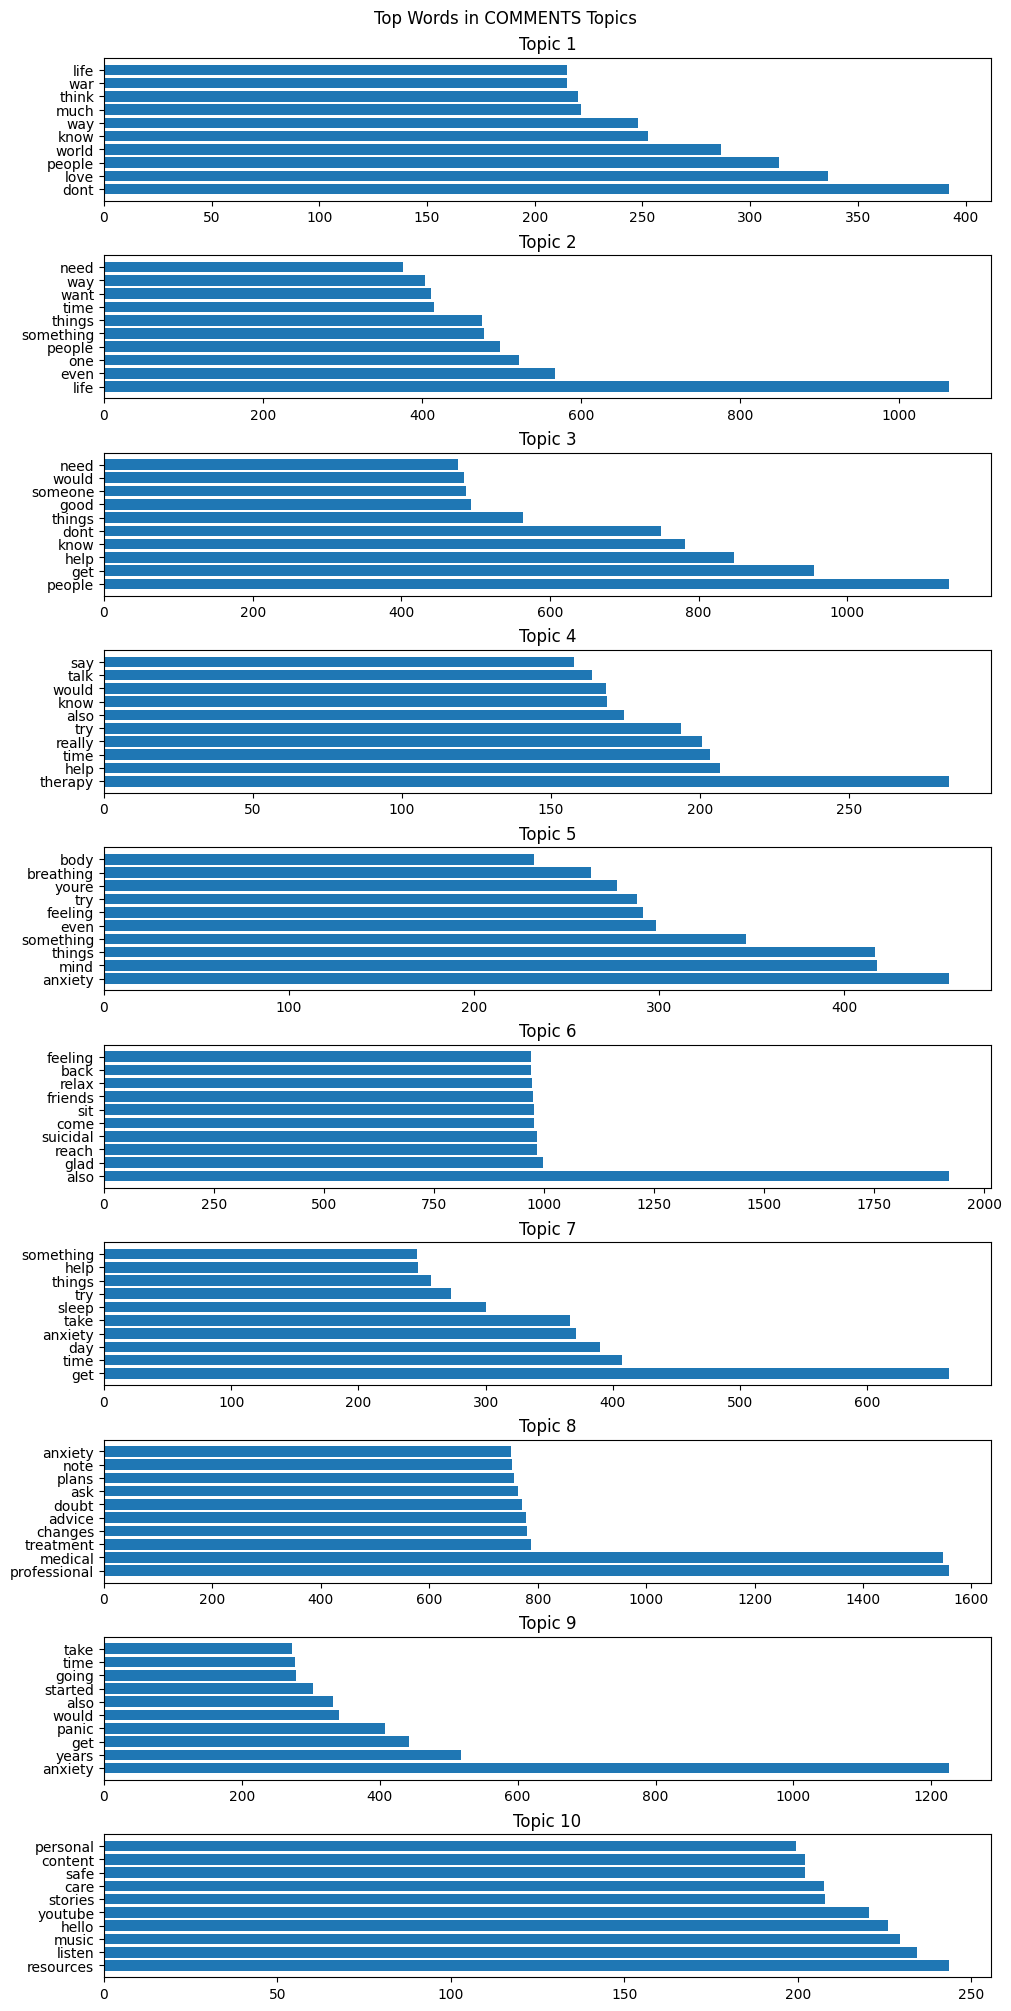 Top Words in COMMENTS Topics
Topic 1
life
war
think
much
way
know
world
people
love
dont
0 50 100 150 200 250 300 350 400
Topic 2
need
way
want
time
things
something
people
one
even
life
0 200 400 600 800 1000
Topic 3
need
would
someone
good
things
dont
know
help
get
people
0 200 400 600 800 1000
Topic 4
say
talk
would
know
also
try
really
time
help
therapy
0 50 100 150 200 250
Topic 5
body
breathing
youre
try
feeling
even
something
things
mind
anxiety
0 100 200 300 400
Topic 6
feeling
back
relax
friends
sit
come
suicidal
reach
glad
also
0 250 500 750 1000 1250 1500 1750 2000
Topic 7
something
help
things
try
sleep
take
anxiety
day
time
get
0 100 200 300 400 500 600
Topic 8
anxiety
note
plans
ask
doubt
advice
changes
treatment
medical
professional
0 200 400 600 800 1000 1200 1400 1600
Topic 9
take
time
going
started
also
would
panic
get
years
anxiety
0 200 400 600 800 1000 1200
Topic 10
personal
content
safe
care
stories
youtube
hello
music
listen
resources
0 50 100 150 200 250